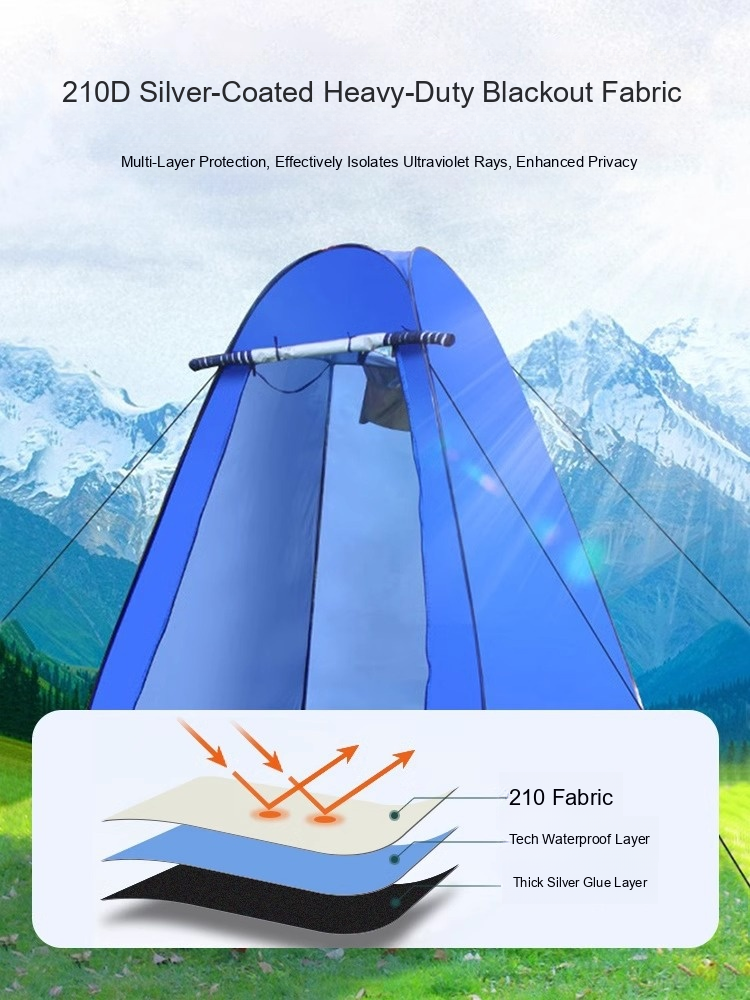 210D Silver-Coated Heavy-Duty Blackout Fabric
Multi-Layer Protection, Effectively Isolates Ultraviolet Rays, Enhanced Privacy
210 Fabric
Tech Waterproof Layer
Thick Silver Glue Layer